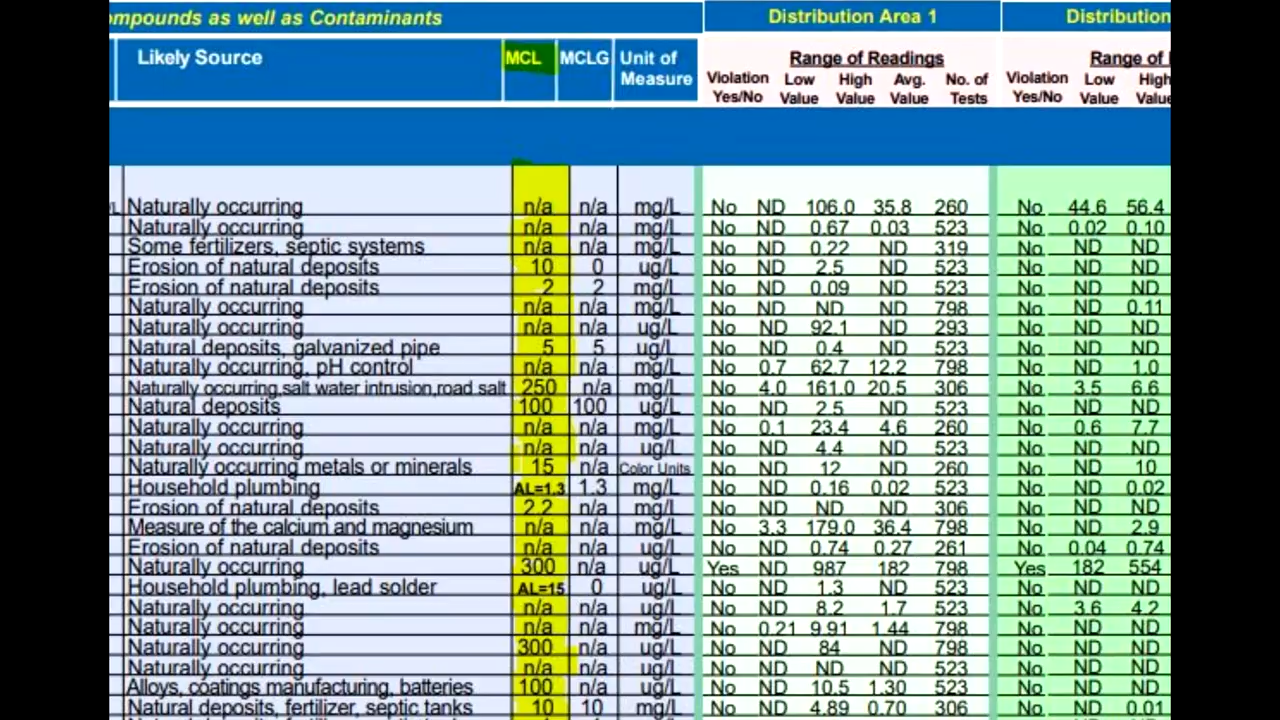 ompounds as well as Contaminants Distribution Area 1 Distribution
Likely Source MCL MCLG Unit of Measure Range of Readings Range of
Violation Yes/No Low Value High Value Avg. Value No. of Tests Violation Yes/No Low Value High Value
Naturally occurring n/a n/a mg/L No ND 106.0 35.8 260 No 44.6 56.4
Naturally occurring n/a n/a mg/L No ND 0.67 0.03 523 No 0.02 0.10
Some fertilizers, septic systems n/a n/a mg/L No ND 0.22 ND 319 No ND ND
Erosion of natural deposits 10 0 ug/L No ND 2.5 ND 523 No ND ND
Erosion of natural deposits 2 2 mg/L No ND 0.09 ND 523 No ND ND
Naturally occurring n/a n/a mg/L No ND ND ND 798 No ND 0.11
Naturally occurring n/a n/a ug/L No ND 92.1 ND 293 No ND ND
Natural deposits, galvanized pipe 5 5 ug/L No ND 0.4 ND 523 No ND ND
Naturally occurring, pH control n/a n/a mg/L No 0.7 62.7 12.2 798 No ND 1.0
Naturally occurring,salt water intrusion,road salt 250 n/a mg/L No 4.0 161.0 20.5 306 No 3.5 6.6
Natural deposits 100 100 ug/L No ND 2.5 ND 523 No ND ND
Naturally occurring n/a n/a mg/L No 0.1 23.4 4.6 260 No 0.6 7.7
Naturally occurring n/a n/a ug/L No ND 4.4 ND 523 No ND ND
Naturally occurring metals or minerals 15 n/a Color Units No ND 12 ND 260 No ND 10
Household plumbing AL=1.3 1.3 mg/L No ND 0.16 0.02 523 No ND 0.02
Erosion of natural deposits 2.2 n/a mg/L No ND ND ND 306 No ND ND
Measure of the calcium and magnesium n/a n/a mg/L No 3.3 179.0 36.4 798 No ND 2.9
Erosion of natural deposits n/a n/a ug/L No ND 0.74 0.27 261 No 0.04 0.74
Naturally occurring 300 n/a ug/L Yes ND 987 182 798 Yes 182 554
Household plumbing, lead solder AL=15 0 ug/L No ND 1.3 ND 523 No ND ND
Naturally occurring n/a n/a ug/L No ND 8.2 1.7 523 No 3.6 4.2
Naturally occurring n/a n/a mg/L No 0.21 9.91 1.44 798 No ND ND
Naturally occurring 300 n/a ug/L No ND 84 ND 798 No ND ND
Naturally occurring n/a n/a ug/L No ND ND ND 523 No ND ND
Alloys, coatings manufacturing, batteries 100 n/a ug/L No ND 10.5 1.30 523 No ND ND
Natural deposits, fertilizer, septic tanks 10 10 mg/L No ND 4.89 0.70 306 No ND 0.01